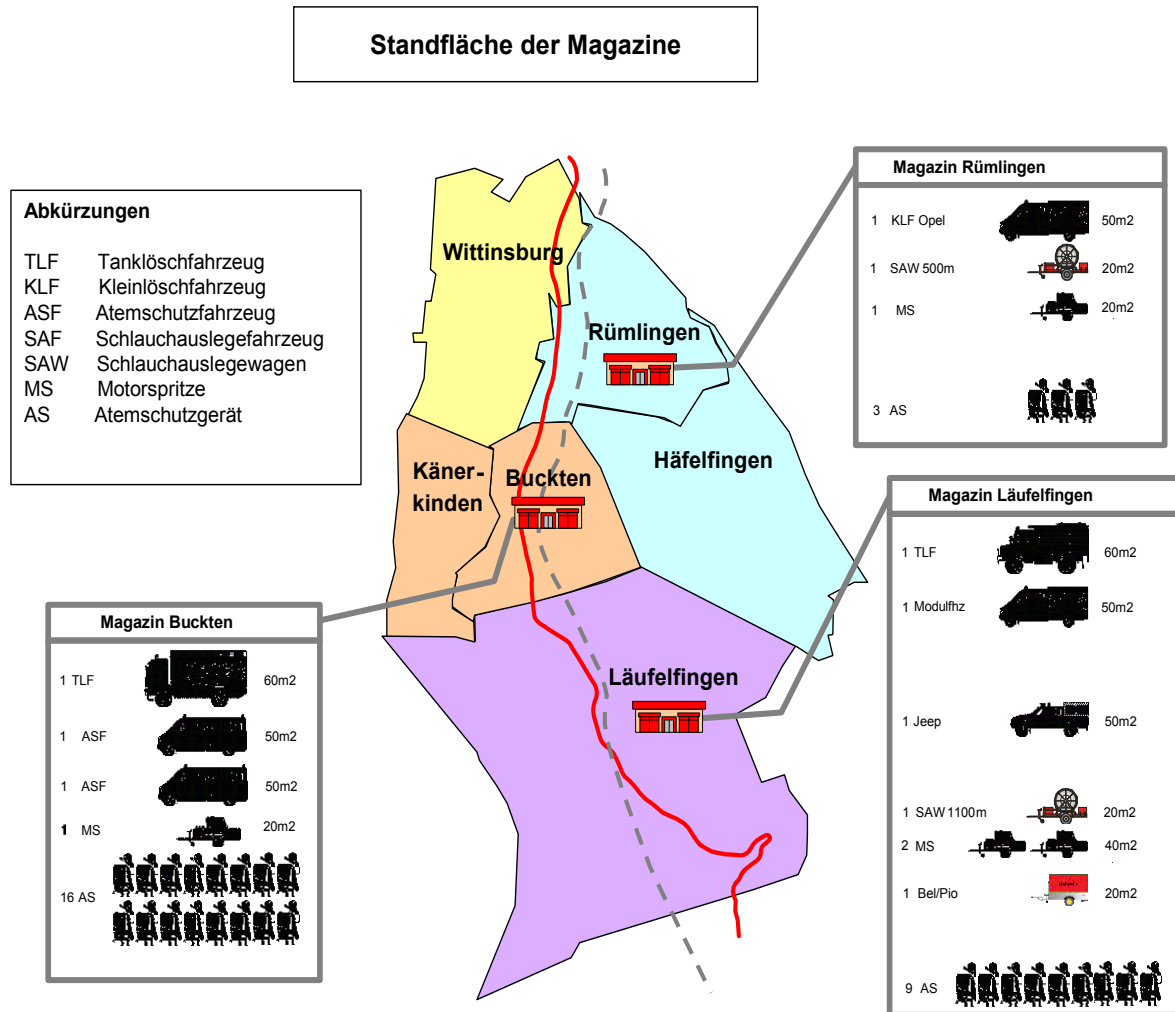 Standfläche der Magazine
Abkürzungen
TLF Tanklöschfahrzeug
KLF Kleinlöschfahrzeug
ASF Atemschutzfahrzeug
SAF Schlauchauslegefahrzeug
SAW Schlauchauslegewagen
MS Motorspritze
AS Atemschutzgerät
Wittinsburg
Rümlingen
Häfelfingen
Känerkinden
Buckten
Läufelfingen
Magazin Rümlingen
1 KLF Opel 50m2
1 SAW 500m 20m2
1 MS 20m2
3 AS
Magazin Läufelfingen
1 TLF 60m2
1 Modulfhz 50m2
1 Jeep 50m2
1 SAW 1100m 20m2
2 MS 40m2
1 Bel/Pio 20m2
9 AS
Magazin Buckten
1 TLF 60m2
1 ASF 50m2
1 ASF 50m2
1 MS 20m2
16 AS